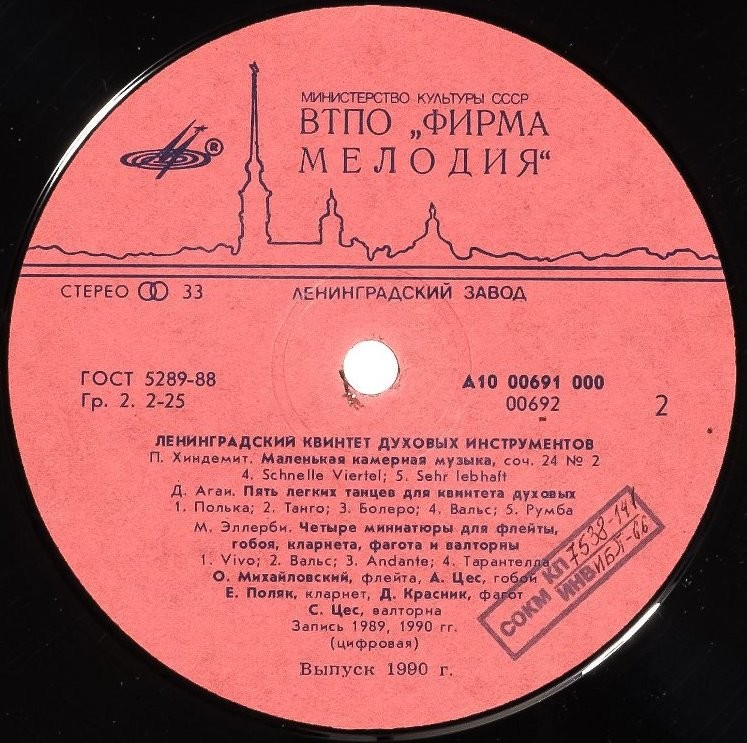 МИНИСТЕРСТВО КУЛЬТУРЫ СССР
ВТПО „ФИРМА
МЕЛОДИЯ“
®
СТЕРЕО 33
ЛЕНИНГРАДСКИЙ ЗАВОД
ГОСТ 5289-88
Гр. 2. 2-25
А10 00691 000
00692
2
ЛЕНИНГРАДСКИЙ КВИНТЕТ ДУХОВЫХ ИНСТРУМЕНТОВ
П. Хиндемит. Маленькая камерная музыка, соч. 24 № 2
4. Schnelle Viertel; 5. Sehr lebhaft
Д. Агаи. Пять легких танцев для квинтета духовых
1. Полька; 2. Танго; 3. Болеро; 4. Вальс; 5. Румба
М. Эллерби. Четыре миниатюры для флейты,
гобоя, кларнета, фагота и валторны
1. Vivo; 2. Вальс; 3. Andante; 4. Тарантелла
О. Михайловский, флейта, А. Цес, гобой
Е. Поляк, кларнет, Д. Красник, фагот
С. Цес, валторна
Запись 1989, 1990 гг.
(цифровая)
Выпуск 1990 г.
СОКМ КП 7538-141
ИНВ